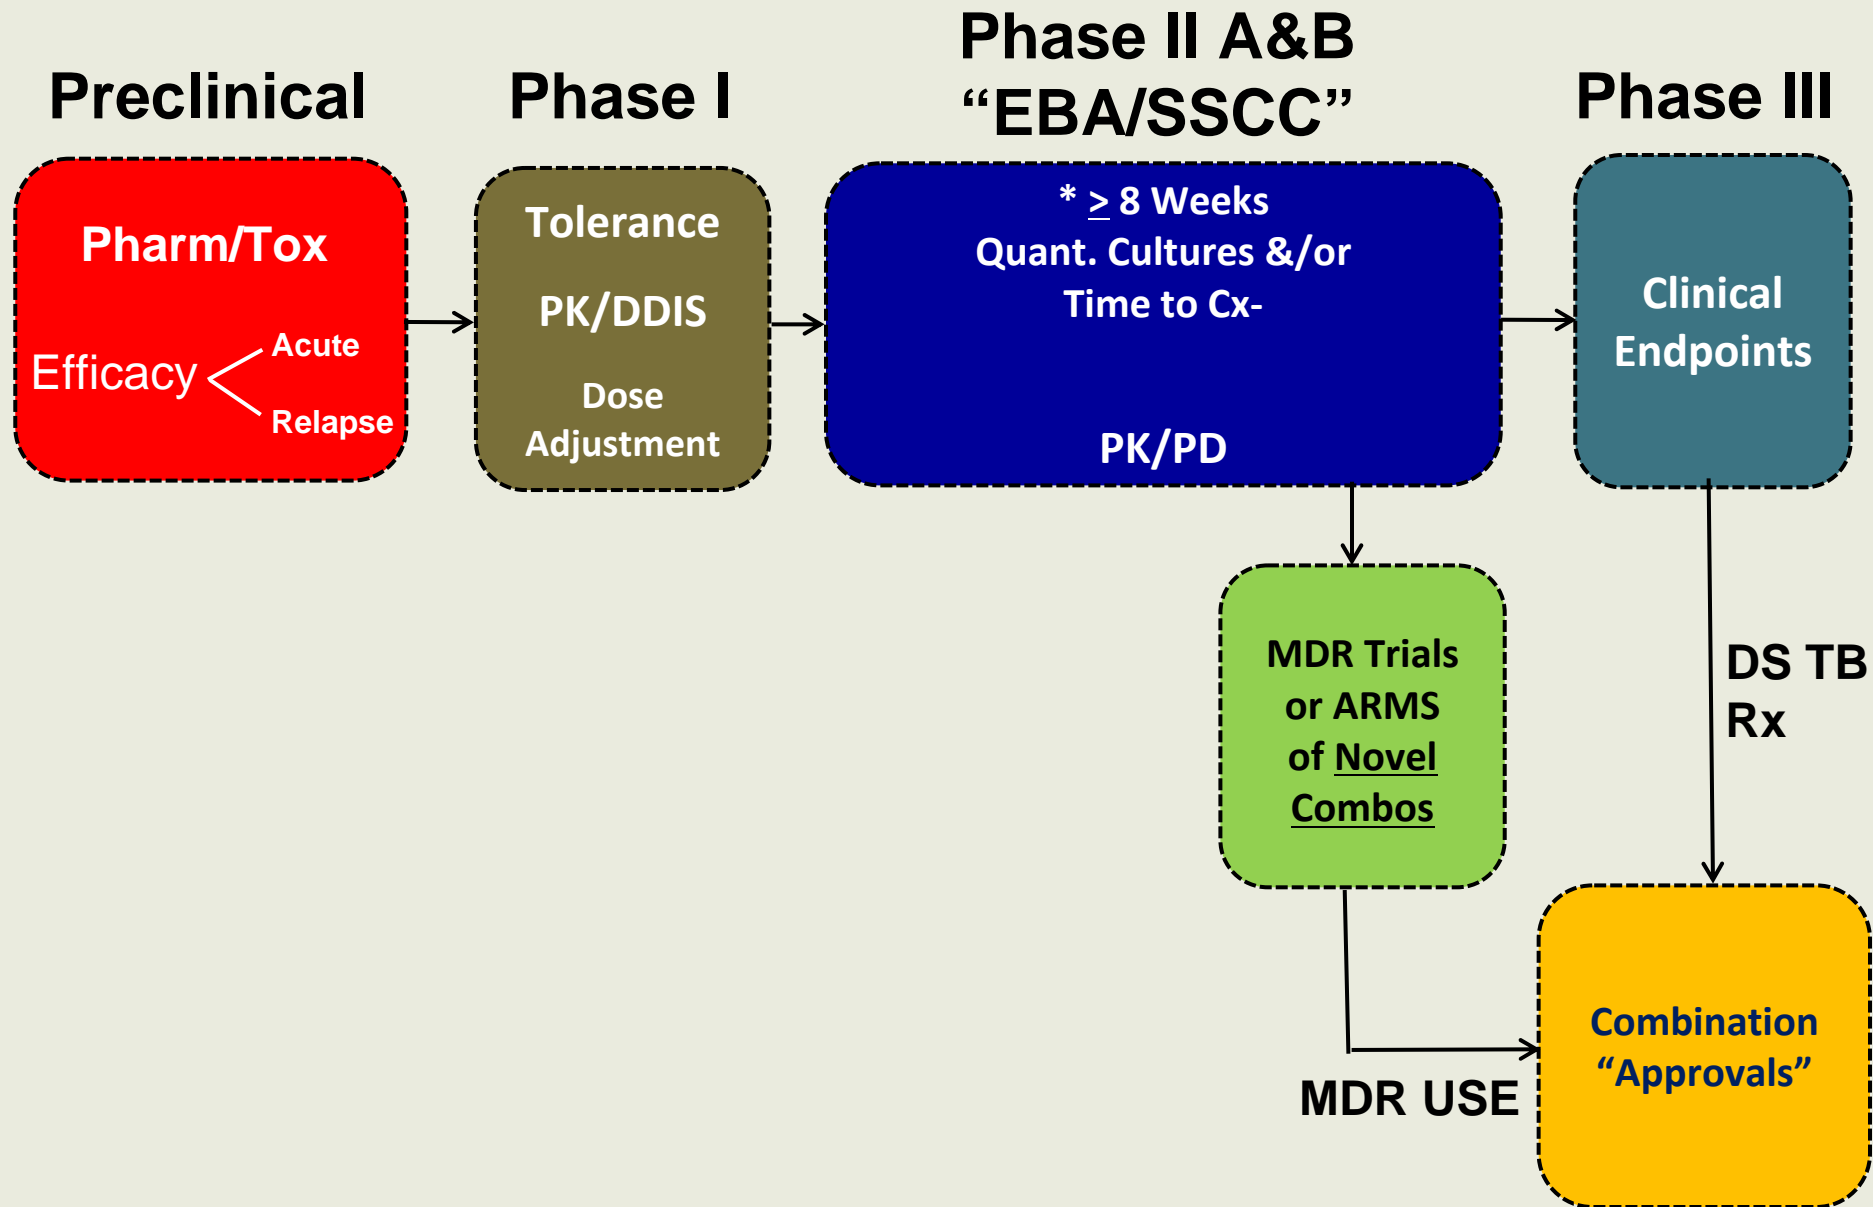 Preclinical
Phase I
Phase II A&B
“EBA/SSCC”
Phase III
Pharm/Tox
Efficacy
Acute
Relapse
Tolerance
PK/DDIS
Dose
Adjustment
* ≥ 8 Weeks
Quant. Cultures &/or
Time to Cx-
PK/PD
Clinical
Endpoints
MDR Trials
or ARMS
of Novel
Combos
DS TB
Rx
MDR USE
Combination
“Approvals”